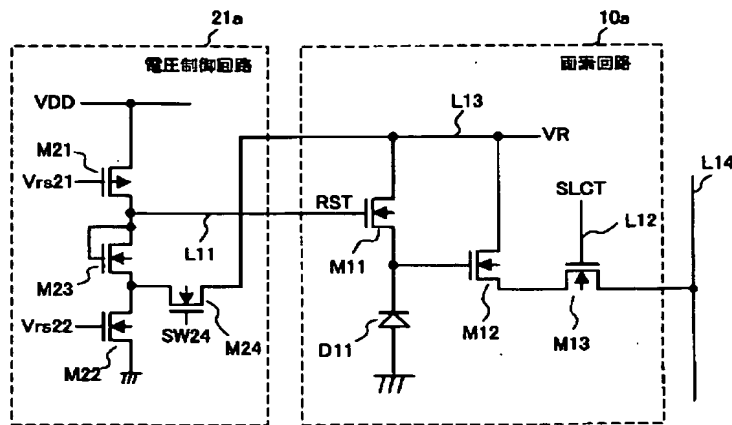 21a
10a
電圧制御回路
画素回路
VDD
L13
VR
M21
L14
Vrs21
RST
SLCT
L12
L11
M11
M23
M12
M13
Vrs22
SW24
M24
D11
M22